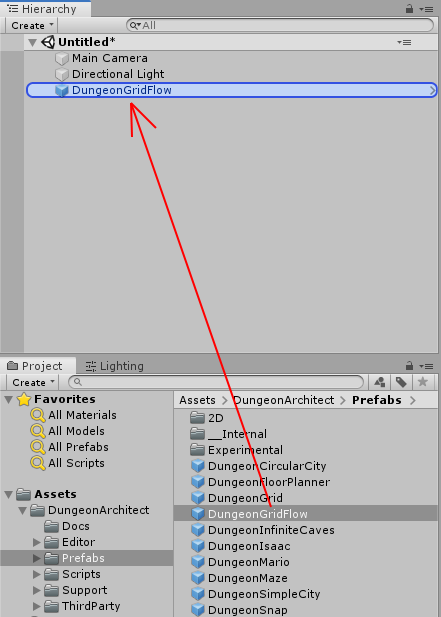 Hierarchy
Create All
Untitled*
Main Camera
Directional Light
DungeonGridFlow
Project Lighting
Create
Favorites
All Materials
All Models
All Prefabs
All Scripts
Assets
DungeonArchitect
Docs
Editor
Prefabs
Scripts
Support
ThirdParty
Assets > DungeonArchitect > Prefabs >
2D
__Internal
Experimental
DungeonCircularCity
DungeonFloorPlanner
DungeonGrid
DungeonGridFlow
DungeonInfiniteCaves
DungeonIsaac
DungeonMario
DungeonMaze
DungeonSimpleCity
DungeonSnap